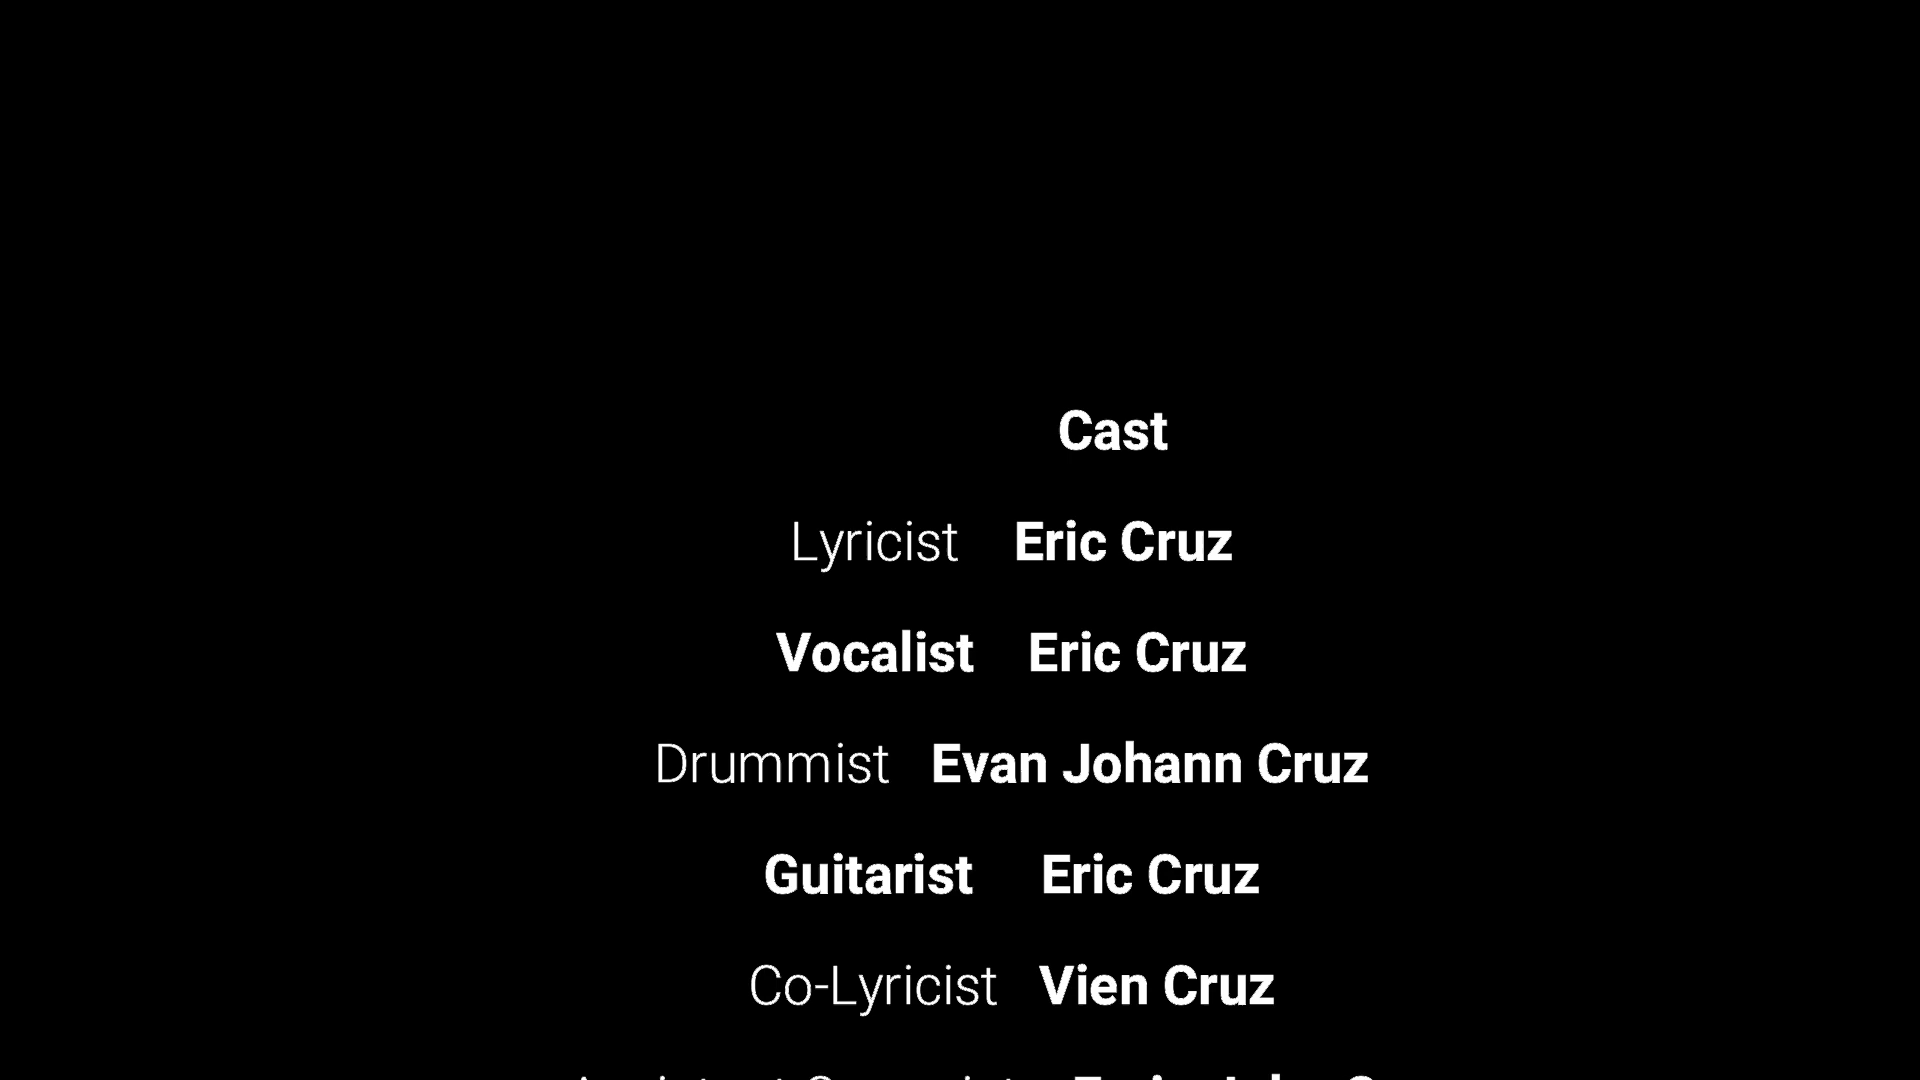 Cast
Lyricist Eric Cruz
Vocalist Eric Cruz
Drummist Evan Johann Cruz
Guitarist Eric Cruz
Co-Lyricist Vien Cruz